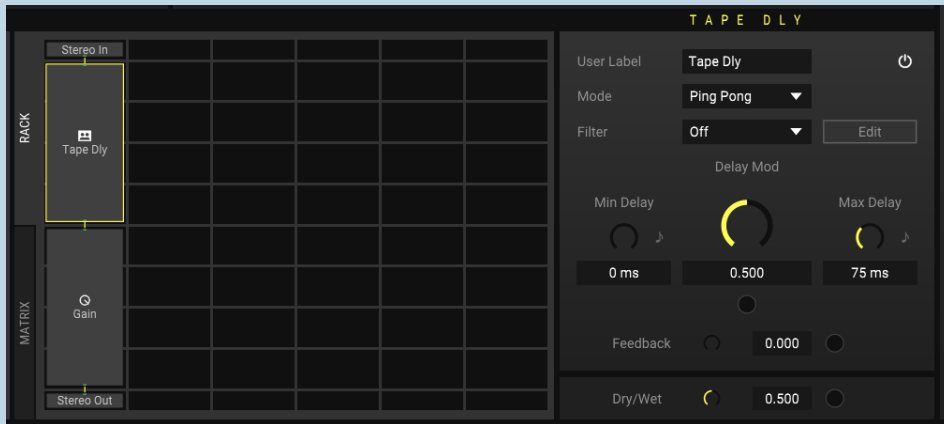 TAPE DLY
Stereo In
RACK
Tape Dly
MATRIX
Gain
Stereo Out
User Label Tape Dly
Mode Ping Pong
Filter Off Edit
Delay Mod
Min Delay Max Delay
0 ms 0.500 75 ms
Feedback 0.000
Dry/Wet 0.500